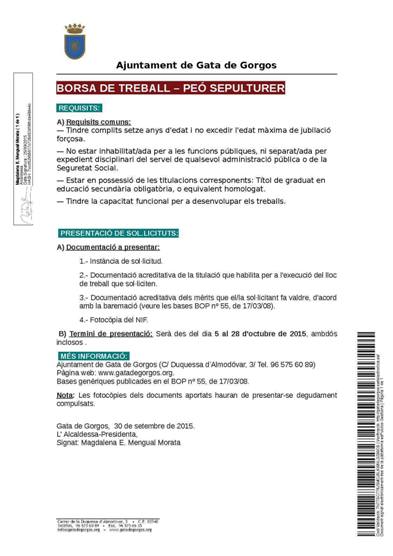 Ajuntament de Gata de Gorgos
BORSA DE TREBALL – PEÓ SEPULTURER
REQUISITS:
A) Requisits comuns:
— Tindre complits setze anys d'edat i no excedir l'edat màxima de jubilació
forçosa.
— No estar inhabilitat/ada per a les funcions públiques, ni separat/ada per
expedient disciplinari del servei de qualsevol administració pública o de la
Seguretat Social.
— Estar en possessió de les titulacions corresponents: Títol de graduat en
educació secundària obligatòria, o equivalent homologat.
— Tindre la capacitat funcional per a desenvolupar els treballs.
PRESENTACIÓ DE SOL.LICITUTS:
A) Documentació a presentar:
1.- Instància de sol·licitud.
2.- Documentació acreditativa de la titulació que habilita per a l'execució del lloc
de treball que sol·liciten.
3.- Documentació acreditativa dels mèrits que el/la sol·licitant fa valdre, d'acord
amb la baremació (veure les bases BOP nº 55, de 17/03/08).
4.- Fotocòpia del NIF.
B) Termini de presentació: Serà des del dia 5 al 28 d'octubre de 2015, ambdós
inclosos .
MÉS INFORMACIÓ:
Ajuntament de Gata de Gorgos (C/ Duquessa d'Almodóvar, 3/ Tel. 96 575 60 89)
Pàgina web: www.gatadegorgos.org.
Bases genèriques publicades en el BOP nº 55, de 17/03/08.
Nota: Les fotocòpies dels documents aportats hauran de presentar-se degudament
compulsats.
Gata de Gorgos, 30 de setembre de 2015.
L' Alcaldessa-Presidenta,
Signat: Magdalena E. Mengual Morata
Magdalena E. Mengual Morata ( 1 de 1 )